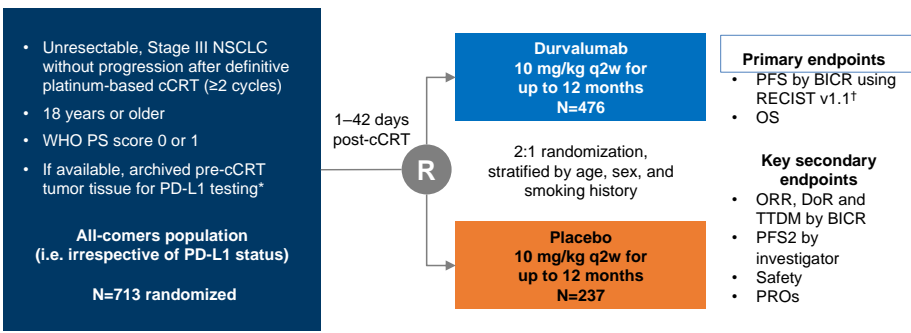 • Unresectable, Stage III NSCLC
without progression after definitive
platinum-based cCRT (≥2 cycles)
• 18 years or older
• WHO PS score 0 or 1
• If available, archived pre-cCRT
tumor tissue for PD-L1 testing*
All-comers population
(i.e. irrespective of PD-L1 status)
N=713 randomized
1–42 days
post-cCRT
R
Durvalumab
10 mg/kg q2w for
up to 12 months
N=476
2:1 randomization,
stratified by age, sex, and
smoking history
Placebo
10 mg/kg q2w for
up to 12 months
N=237
Primary endpoints
• PFS by BICR using
RECIST v1.1†
• OS
Key secondary
endpoints
• ORR, DoR and
TTDM by BICR
• PFS2 by
investigator
• Safety
• PROs